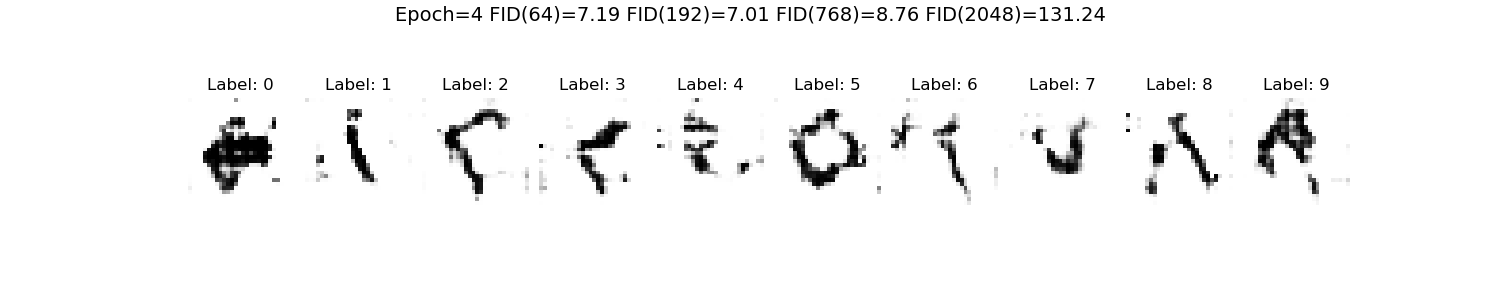 Epoch=4 FID(64)=7.19 FID(192)=7.01 FID(768)=8.76 FID(2048)=131.24
Label: 0 Label: 1 Label: 2 Label: 3 Label: 4 Label: 5 Label: 6 Label: 7 Label: 8 Label: 9